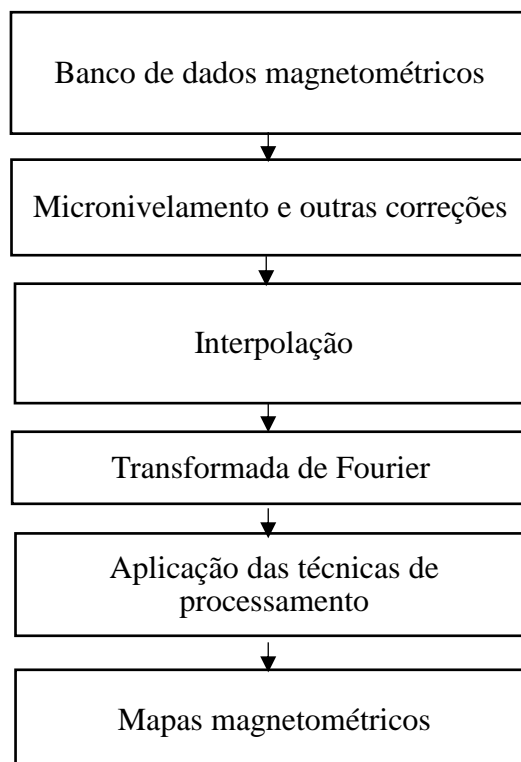 Banco de dados magnetométricos
Micronivelamento e outras correções
Interpolação
Transformada de Fourier
Aplicação das técnicas de
processamento
Mapas magnetométricos